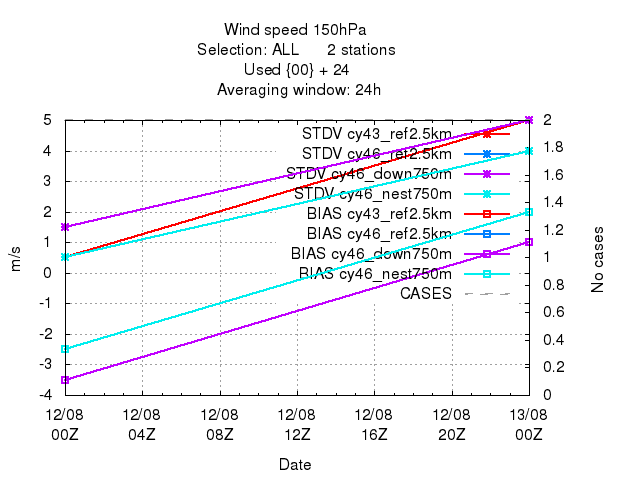 Wind speed 150hPa
Selection: ALL 2 stations
Used {00} + 24
Averaging window: 24h
5
4
3
2
1
0
-1
-2
-3
-4
m/s
STDV cy43_ref2.5km
STDV cy46_ref2.5km
STDV cy46_down750m
STDV cy46_nest750m
BIAS cy43_ref2.5km
BIAS cy46_ref2.5km
BIAS cy46_down750m
BIAS cy46_nest750m
CASES
2
1.8
1.6
1.4
1.2
1
0.8
0.6
0.4
0.2
0
No cases
12/08 12/08 12/08 12/08 12/08 12/08 13/08
00Z 04Z 08Z 12Z 16Z 20Z 00Z
Date